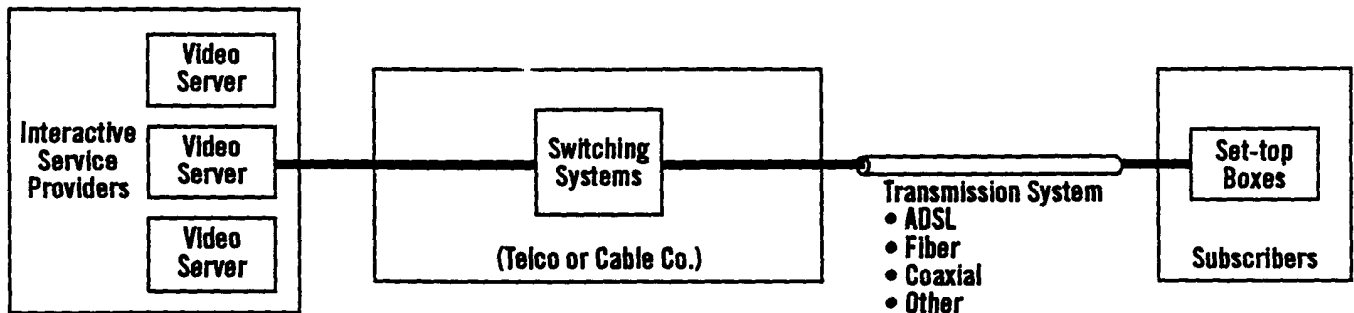 Video
Server
Interactive
Service
Providers
Video
Server
Video
Server
Switching
Systems
(Telco or Cable Co.)
Transmission System
• ADSL
• Fiber
• Coaxial
• Other
Set-top
Boxes
Subscribers